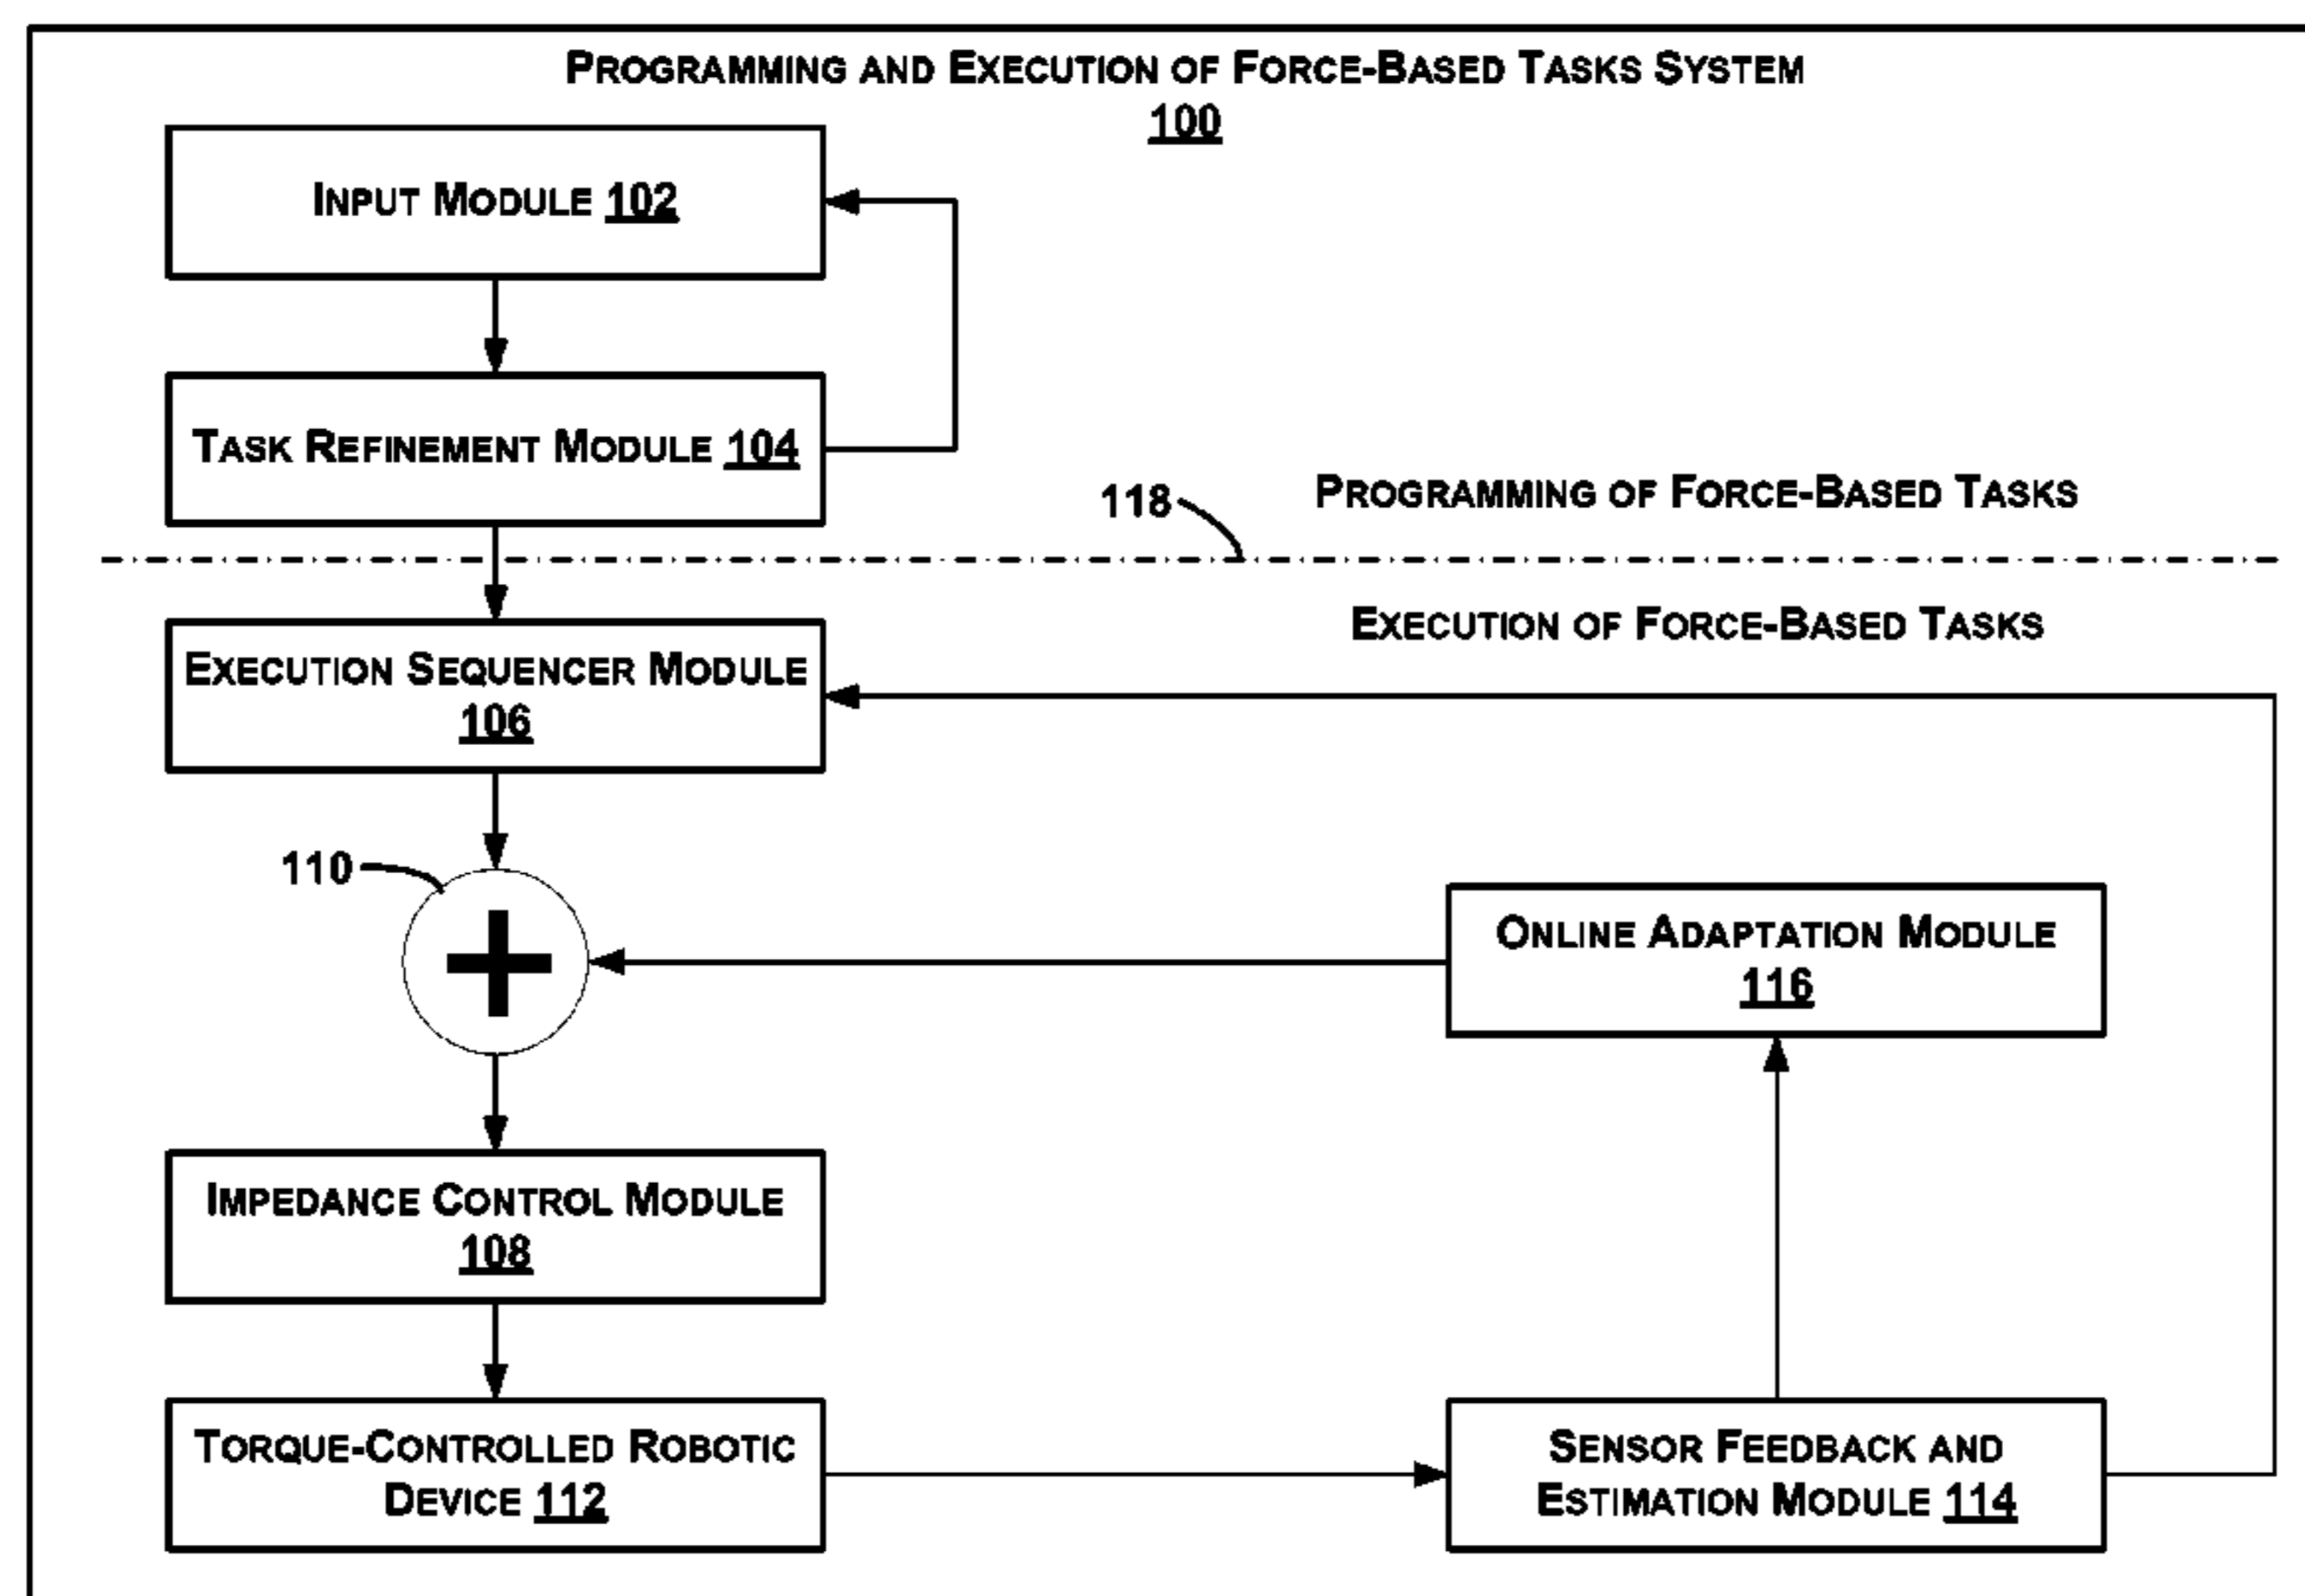 PROGRAMMING AND EXECUTION OF FORCE-BASED TASKS SYSTEM
100
INPUT MODULE 102
TASK REFINEMENT MODULE 104
118
PROGRAMMING OF FORCE-BASED TASKS
EXECUTION OF FORCE-BASED TASKS
EXECUTION SEQUENCER MODULE
106
110
+
ONLINE ADAPTATION MODULE
116
IMPEDANCE CONTROL MODULE
108
TORQUE-CONTROLLED ROBOTIC
DEVICE 112
SENSOR FEEDBACK AND
ESTIMATION MODULE 114